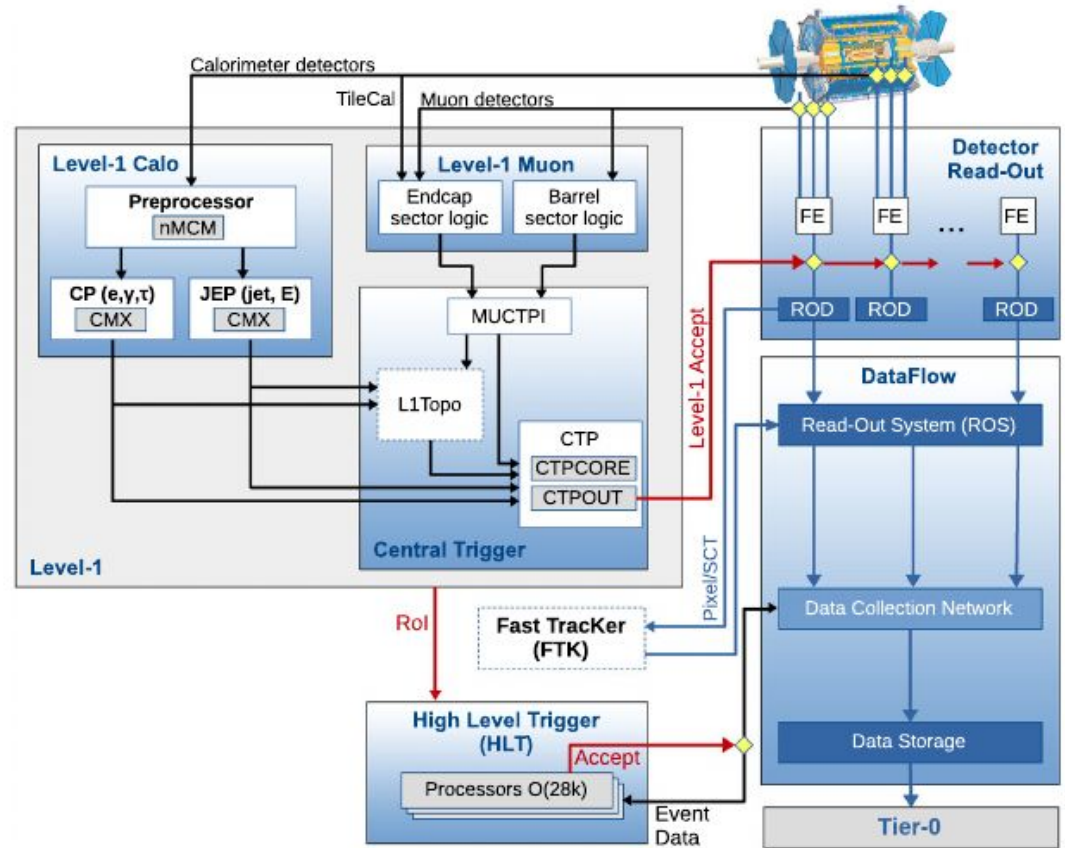 Calorimeter detectors
TileCal
Muon detectors
Detector
Read-Out
Level-1 Calo
Preprocessor
nMCM
CP (e,γ,τ)
CMX
JEP (jet, E)
CMX
Level-1 Muon
Endcap
sector logic
Barrel
sector logic
MUCTPI
L1Topo
CTP
CTPCORE
CTPOUT
Central Trigger
Level-1
Level-1 Accept
FE
FE
...
FE
ROD
ROD
ROD
DataFlow
Read-Out System (ROS)
Pixel/SCT
Data Collection Network
RoI
Fast TracKer
(FTK)
High Level Trigger
(HLT)
Accept
Processors O(28k)
Event
Data
Data Storage
Tier-0